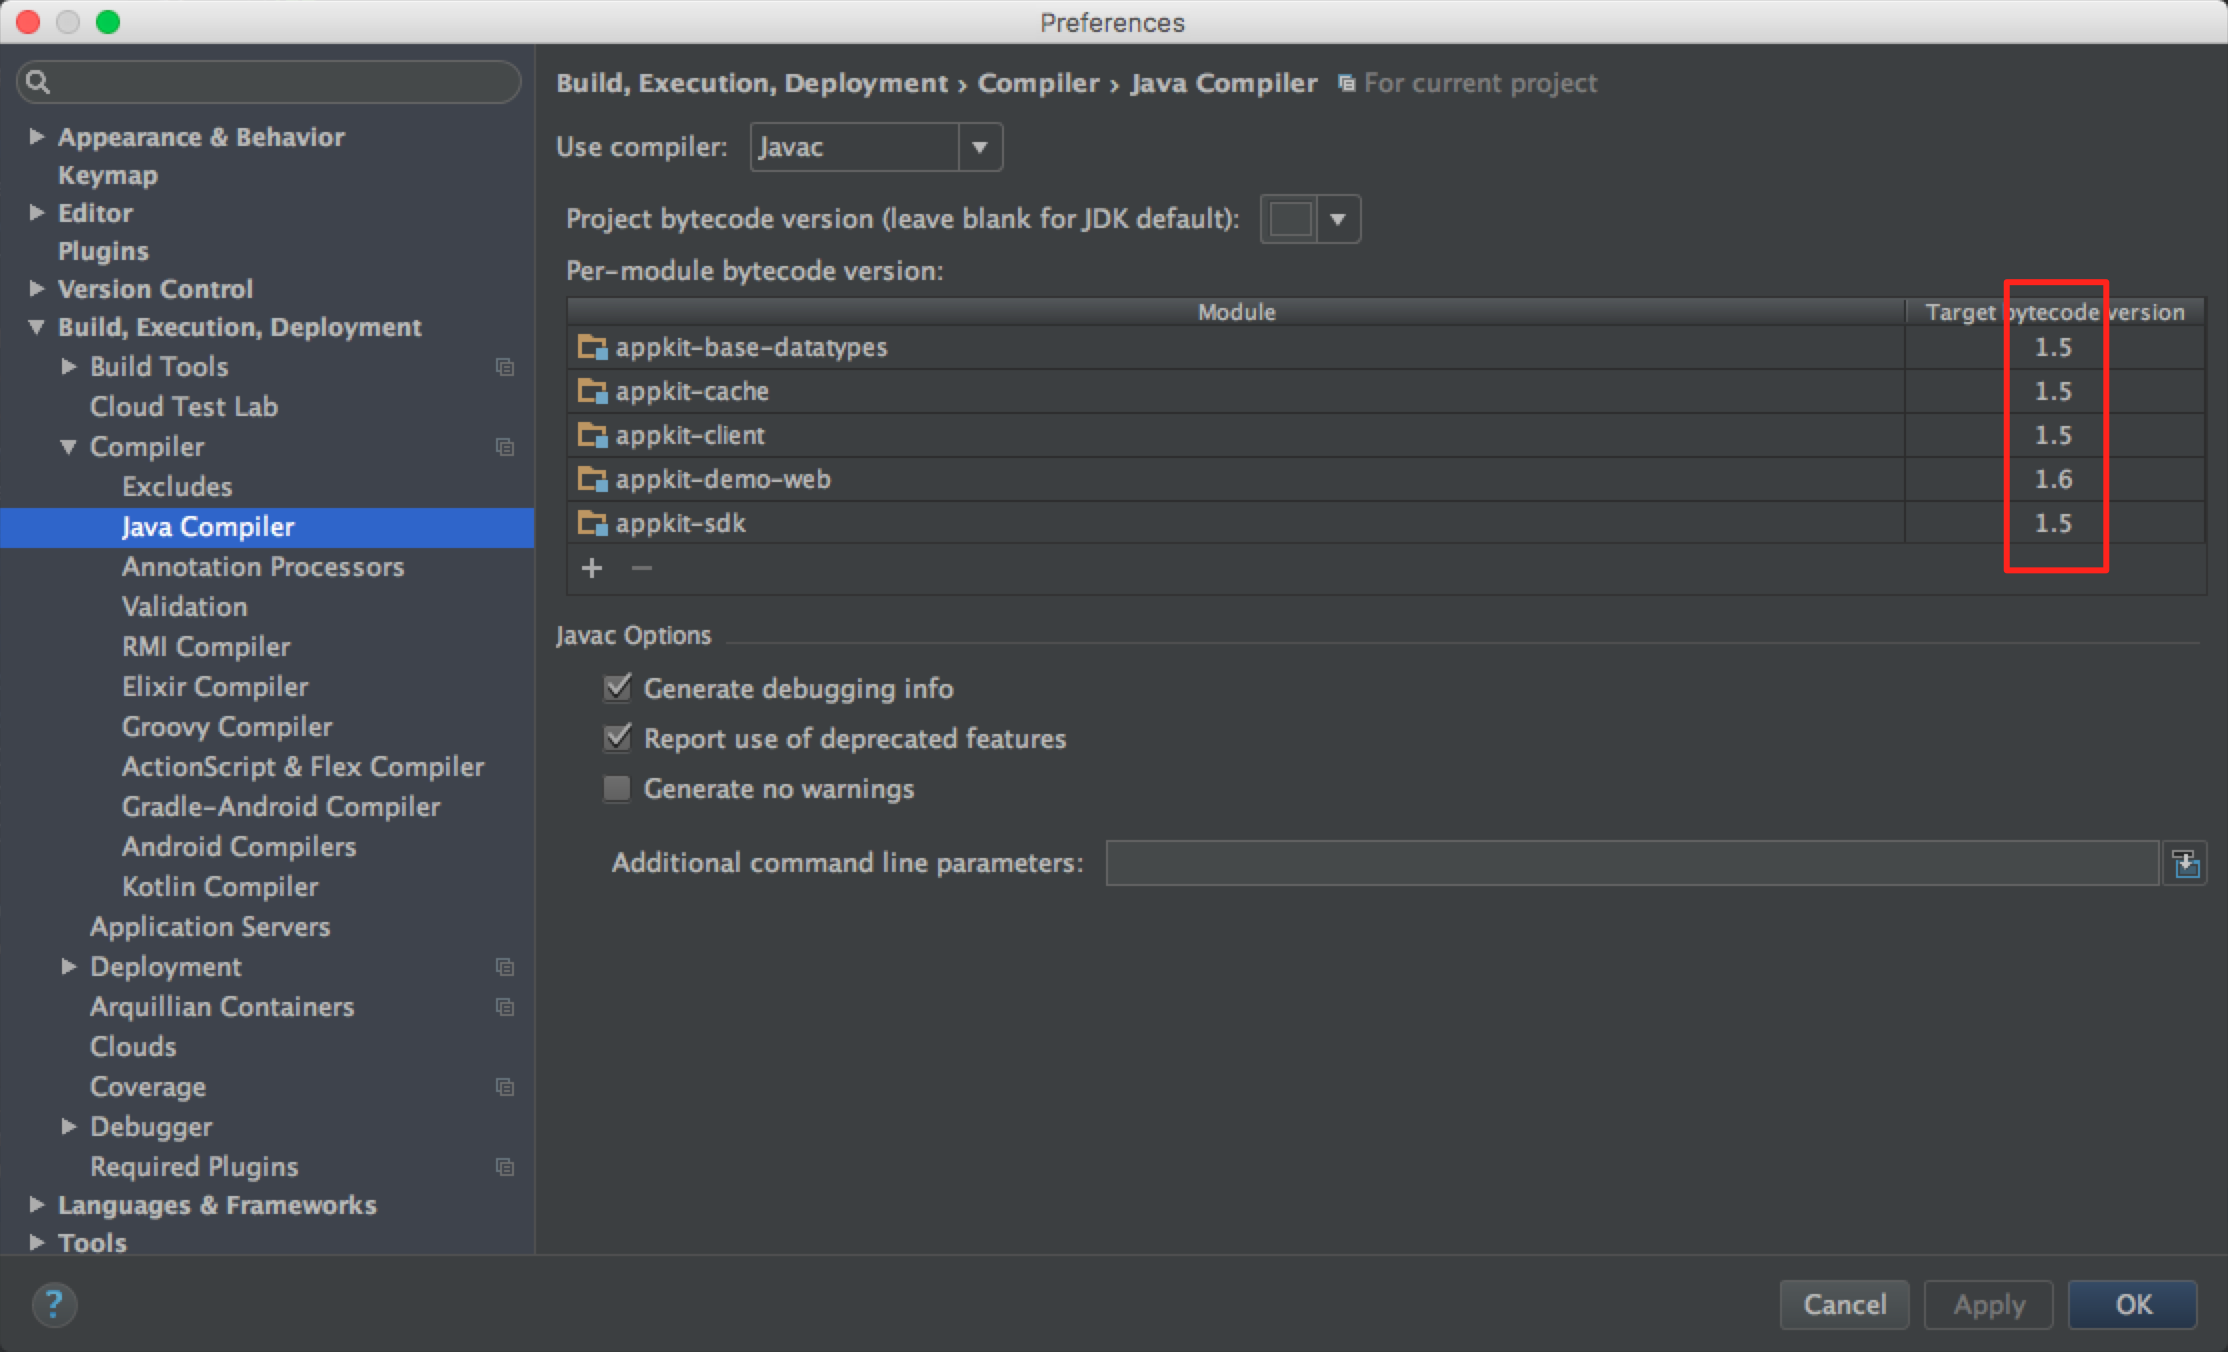 Preferences
Appearance & Behavior
Keymap
Editor
Plugins
Version Control
Build, Execution, Deployment
Build Tools
Cloud Test Lab
Compiler
Excludes
Java Compiler
Annotation Processors
Validation
RMI Compiler
Elixir Compiler
Groovy Compiler
ActionScript & Flex Compiler
Gradle-Android Compiler
Android Compilers
Kotlin Compiler
Application Servers
Deployment
Arquillian Containers
Clouds
Coverage
Debugger
Required Plugins
Languages & Frameworks
Tools
Build, Execution, Deployment › Compiler › Java Compiler For current project
Use compiler: Javac
Project bytecode version (leave blank for JDK default):
Per-module bytecode version:
Module Target bytecode version
appkit-base-datatypes 1.5
appkit-cache 1.5
appkit-client 1.5
appkit-demo-web 1.6
appkit-sdk 1.5
+ −
Javac Options
Generate debugging info
Report use of deprecated features
Generate no warnings
Additional command line parameters:
? Cancel Apply OK